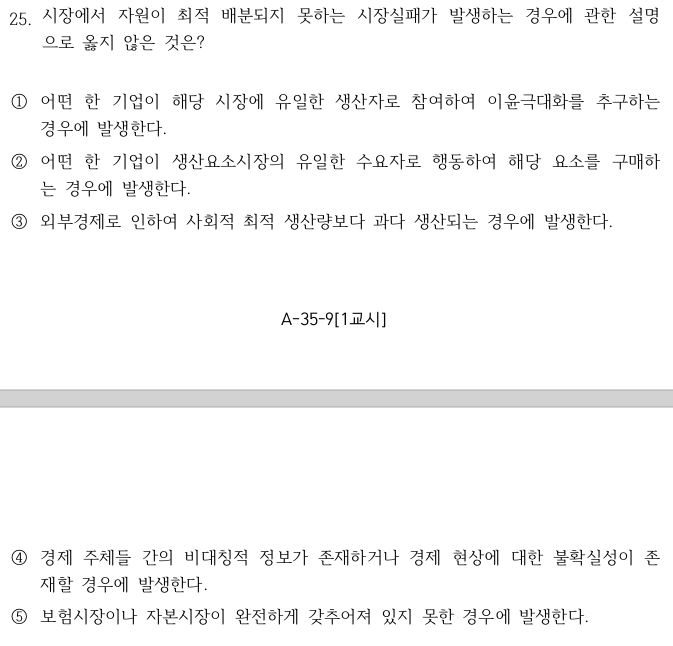 25. 시장에서 자원이 최적 배분되지 못하는 시장실패가 발생하는 경우에 관한 설명
으로 옳지 않은 것은?
① 어떤 한 기업이 해당 시장에 유일한 생산자로 참여하여 이윤극대화를 추구하는
경우에 발생한다.
② 어떤 한 기업이 생산요소시장의 유일한 수요자로 행동하여 해당 요소를 구매하
는 경우에 발생한다.
③ 외부경제로 인하여 사회적 최적 생산량보다 과다 생산되는 경우에 발생한다.
A-35-9[1교시]
④ 경제 주체들 간의 비대칭적 정보가 존재하거나 경제 현상에 대한 불확실성이 존
재할 경우에 발생한다.
⑤ 보험시장이나 자본시장이 완전하게 갖추어져 있지 못한 경우에 발생한다.